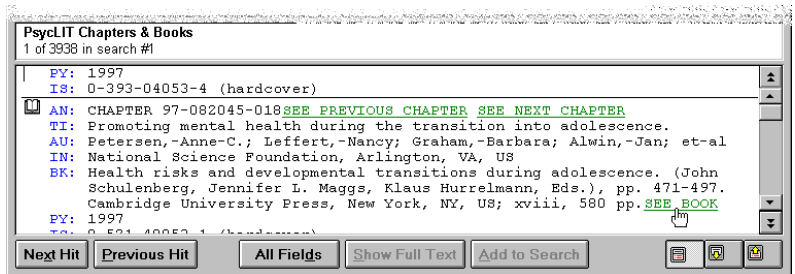 PsycLIT Chapters & Books
1 of 3938 in search #1
PY: 1997
IS: 0-393-04053-4 (hardcover)
AN: CHAPTER 97-082045-018 SEE PREVIOUS CHAPTER SEE NEXT CHAPTER
TI: Promoting mental health during the transition into adolescence.
AU: Petersen,-Anne-C.; Leffert,-Nancy; Graham,-Barbara; Alwin,-Jan; et-al
IN: National Science Foundation, Arlington, VA, US
BK: Health risks and developmental transitions during adolescence. (John
Schulenberg, Jennifer L. Maggs, Klaus Hurrelmann, Eds.), pp. 471-497.
Cambridge University Press, New York, NY, US; xviii, 580 pp. SEE BOOK
PY: 1997
Next Hit Previous Hit All Fields Show Full Text Add to Search